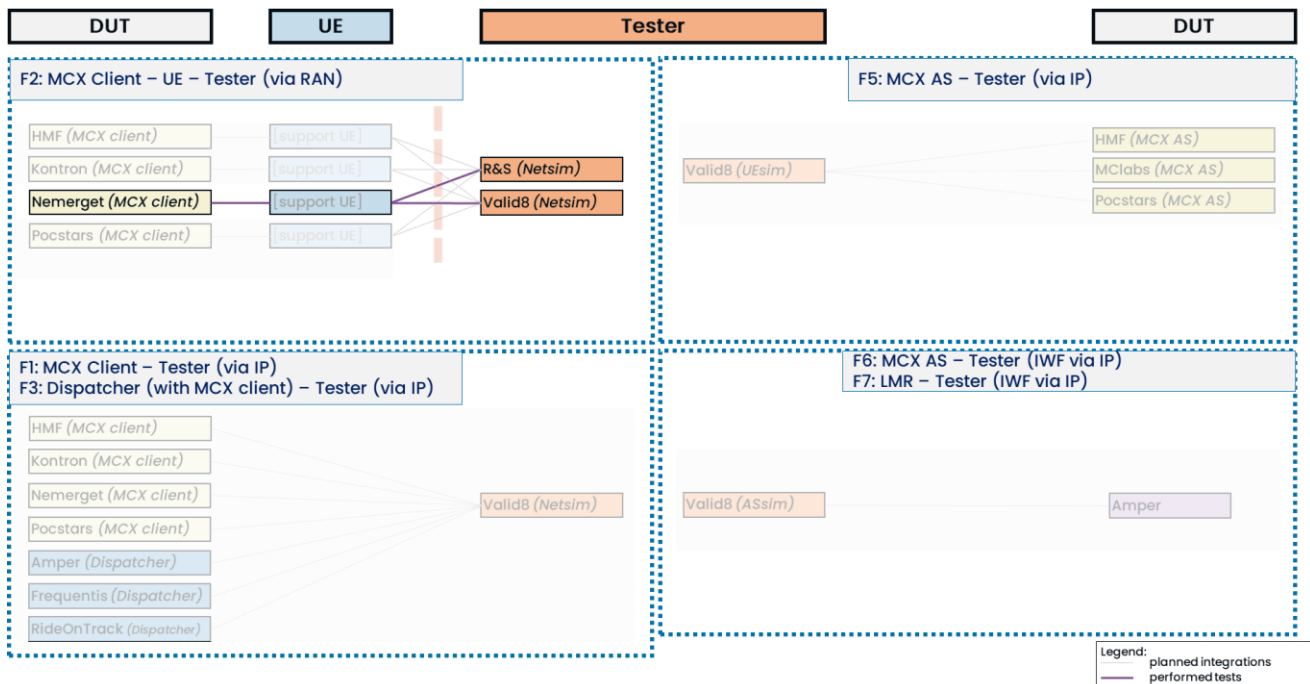 DUT
UE
Tester
DUT
F2: MCX Client – UE – Tester (via RAN)
HMF (MCX client)
[support UE]
Kontron (MCX client)
[support UE]
R&S (Netsim)
Nemerget (MCX client)
[support UE]
Valid8 (Netsim)
Pocstars (MCX client)
[support UE]
F5: MCX AS – Tester (via IP)
Valid8 (UEsim)
HMF (MCX AS)
MClabs (MCX AS)
Pocstars (MCX AS)
F1: MCX Client – Tester (via IP)
F3: Dispatcher (with MCX client) – Tester (via IP)
HMF (MCX client)
Kontron (MCX client)
Nemerget (MCX client)
Pocstars (MCX client)
Amper (Dispatcher)
Frequentis (Dispatcher)
RideOnTrack (Dispatcher)
Valid8 (Netsim)
F6: MCX AS – Tester (IWF via IP)
F7: LMR – Tester (IWF via IP)
Valid8 (ASsim)
Amper
Legend:
planned integrations
performed tests